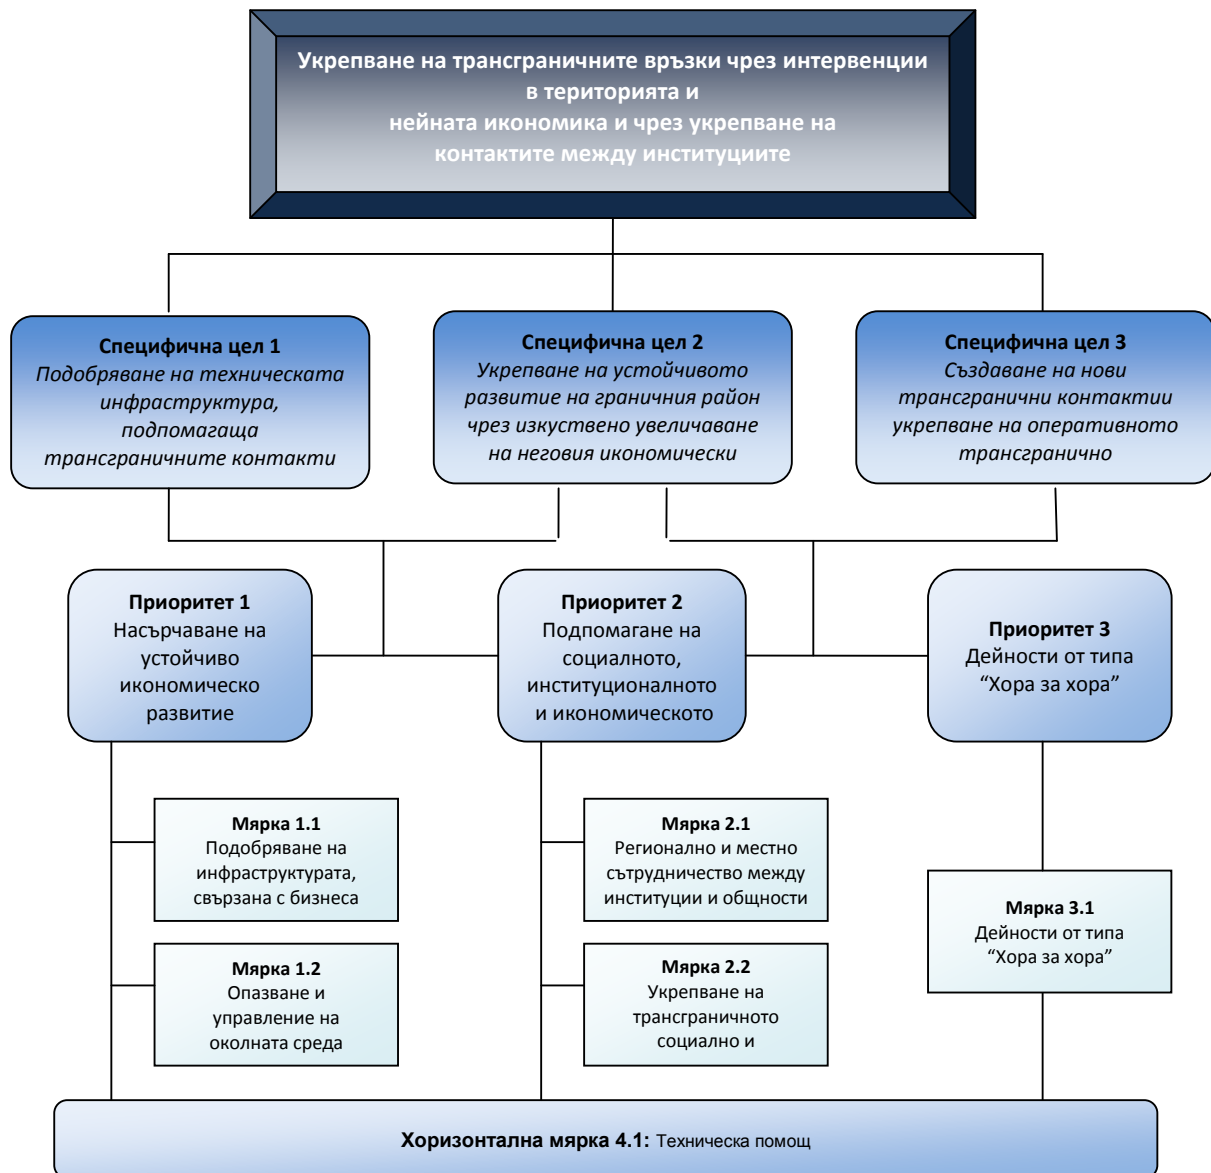 Укрепване на трансграничните връзки чрез интервенции
в територията и
нейната икономика и чрез укрепване на
контактите между институциите
Специфична цел 1
Подобряване на техническата
инфраструктура,
подпомагаща
трансграничните контакти
Специфична цел 2
Укрепване на устойчивото
развитие на граничния район
чрез изкуствено увеличаване
на неговия икономически
Специфична цел 3
Създаване на нови
трансгранични контактии
укрепване на оперативното
трансгранично
Приоритет 1
Насърчаване на
устойчиво
икономическо
развитие
Приоритет 2
Подпомагане на
социалното,
институционалното
и икономическото
Приоритет 3
Дейности от типа
“Хора за хора”
Мярка 1.1
Подобряване на
инфраструктурата,
свързана с бизнеса
Мярка 1.2
Опазване и
управление на
околната среда
Мярка 2.1
Регионално и местно
сътрудничество между
институции и общности
Мярка 2.2
Укрепване на
трансграничното
социално и
Мярка 3.1
Дейности от типа
“Хора за хора”
Хоризонтална мярка 4.1: Техническа помощ